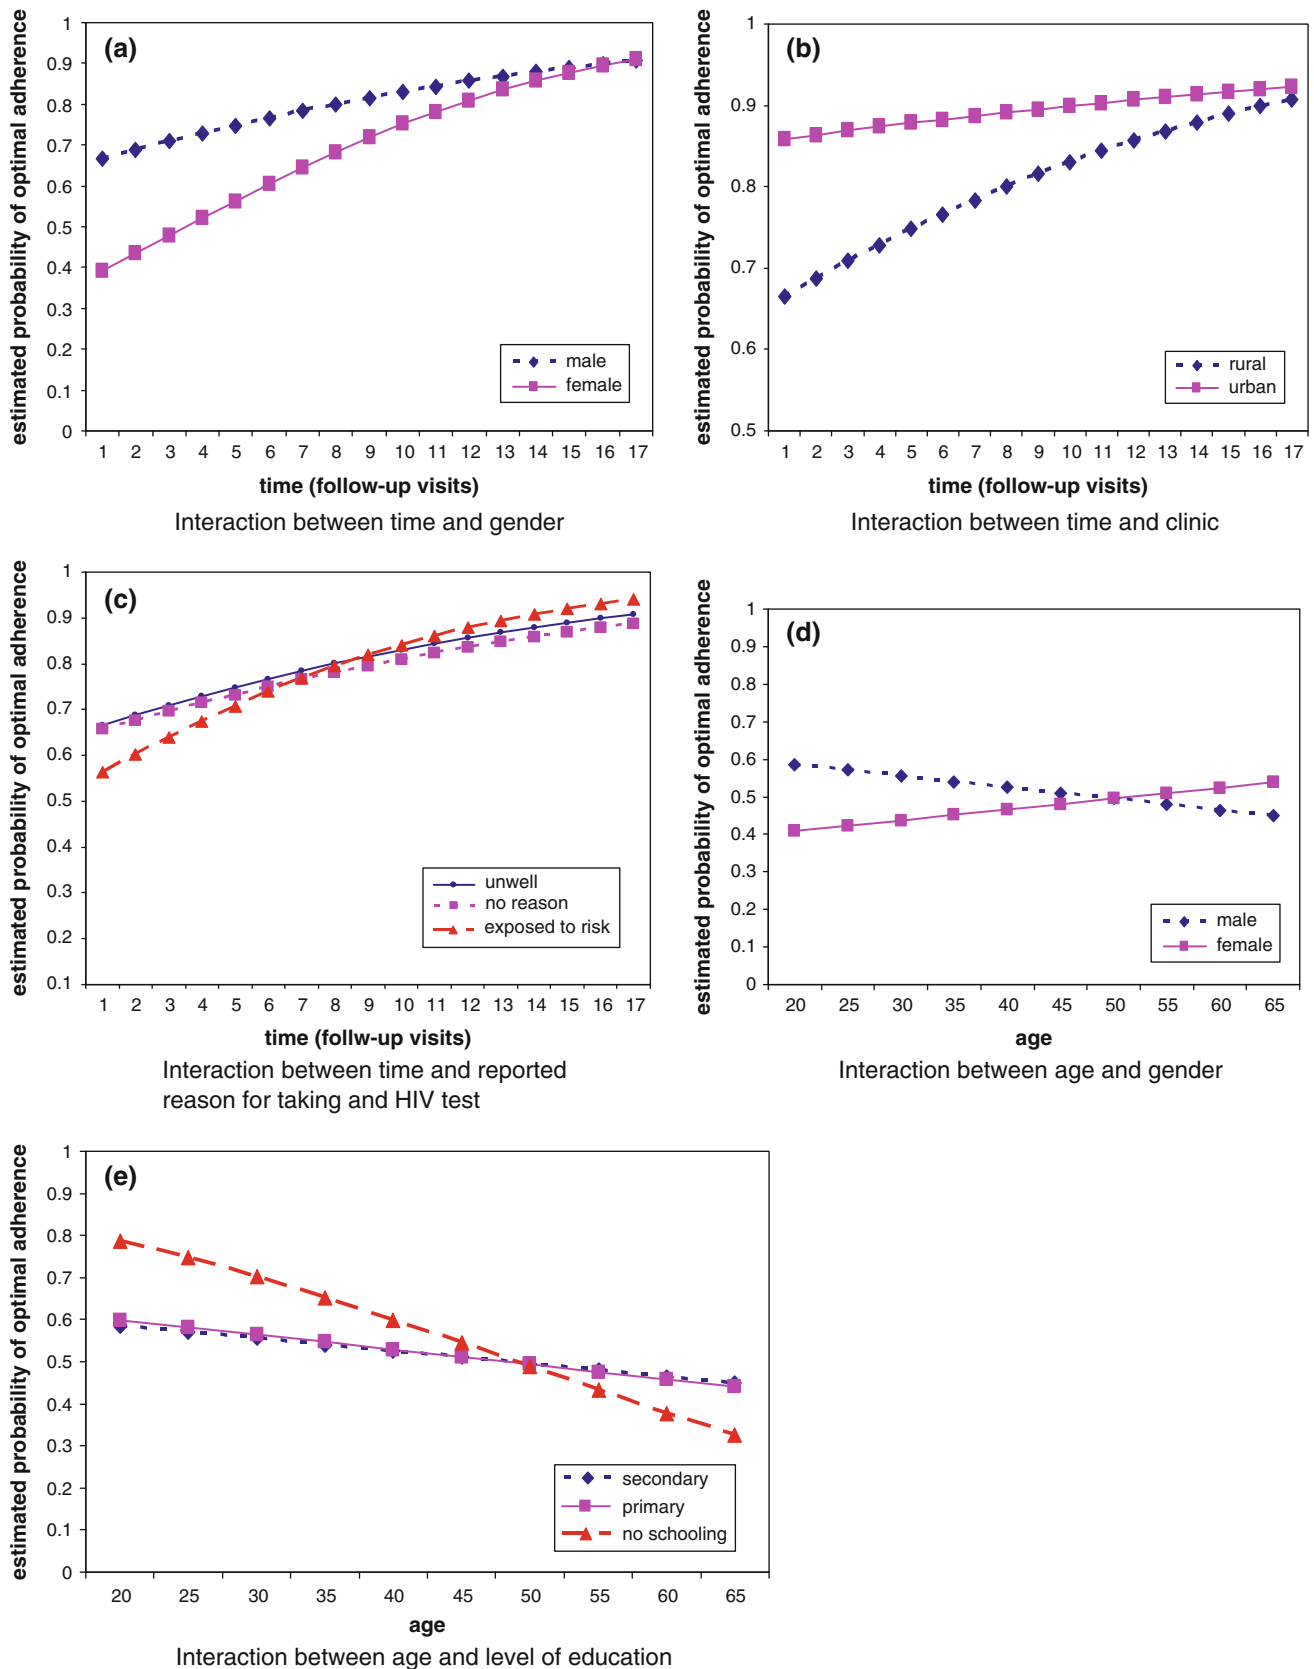 (a)
estimated probability of optimal adherence
1
0.9
0.8
0.7
0.6
0.5
0.4
0.3
0.2
0.1
0
male
female
1 2 3 4 5 6 7 8 9 10 11 12 13 14 15 16 17
time (follow-up visits)
Interaction between time and gender
(b)
estimated probability of optimal adherence
1
0.9
0.8
0.7
0.6
0.5
rural
urban
1 2 3 4 5 6 7 8 9 10 11 12 13 14 15 16 17
time (follow-up visits)
Interaction between time and clinic
(c)
estimated probability of optimal adherence
1
0.9
0.8
0.7
0.6
0.5
0.4
0.3
0.2
0.1
unwell
no reason
exposed to risk
1 2 3 4 5 6 7 8 9 10 11 12 13 14 15 16 17
time (follw-up visits)
Interaction between time and reported
reason for taking and HIV test
(d)
estimated probability of optimal adherence
1
0.9
0.8
0.7
0.6
0.5
0.4
0.3
0.2
0.1
0
male
female
20 25 30 35 40 45 50 55 60 65
age
Interaction between age and gender
(e)
estimated probability of optimal adherence
1
0.9
0.8
0.7
0.6
0.5
0.4
0.3
0.2
0.1
0
secondary
primary
no schooling
20 25 30 35 40 45 50 55 60 65
age
Interaction between age and level of education